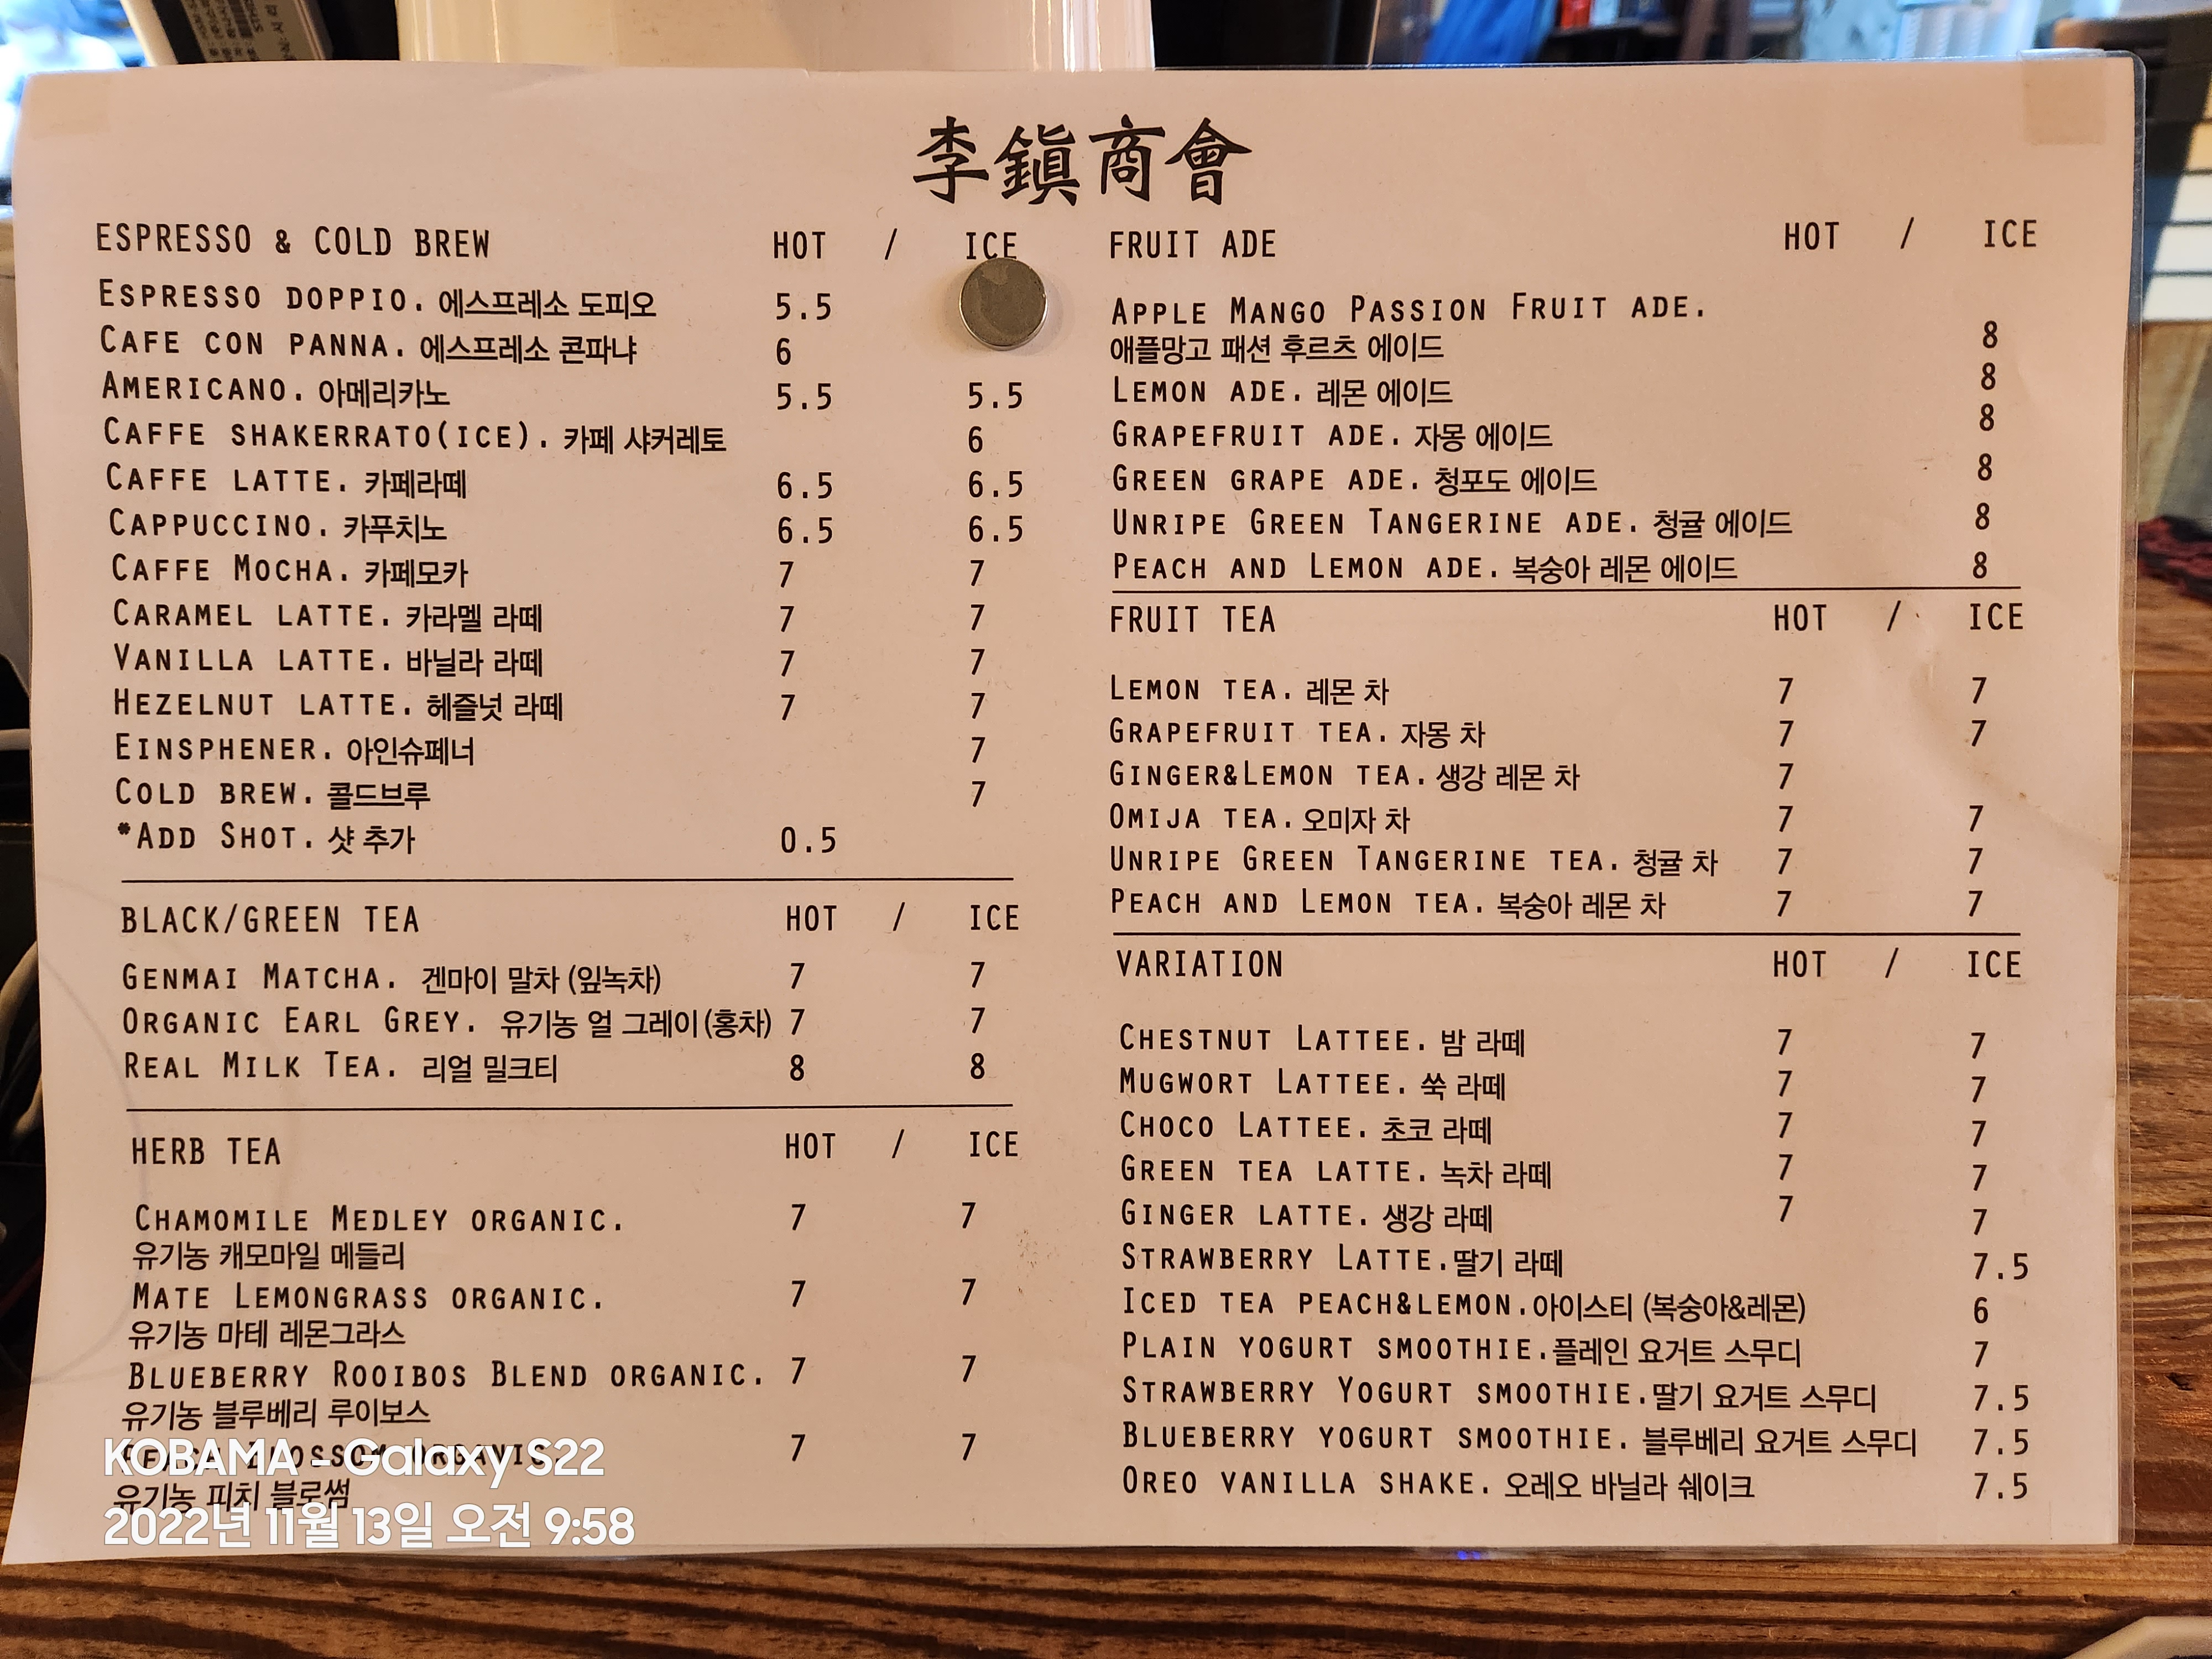 李鎭商會
ESPRESSO & COLD BREW HOT / ICE
ESPRESSO DOPPIO. 에스프레소 도피오 5.5
CAFE CON PANNA. 에스프레소 콘파냐 6
AMERICANO. 아메리카노 5.5 5.5
CAFFE SHAKERRATO(ICE). 카페 샤커레토 6
CAFFE LATTE. 카페라떼 6.5 6.5
CAPPUCCINO. 카푸치노 6.5 6.5
CAFFE MOCHA. 카페모카 7 7
CARAMEL LATTE. 카라멜 라떼 7 7
VANILLA LATTE. 바닐라 라떼 7 7
HEZELNUT LATTE. 헤즐넛 라떼 7 7
EINSPHENER. 아인슈페너 7
COLD BREW. 콜드브루 7
*ADD SHOT. 샷 추가 0.5
BLACK/GREEN TEA HOT / ICE
GENMAI MATCHA. 겐마이 말차 (잎녹차) 7 7
ORGANIC EARL GREY. 유기농 얼 그레이 (홍차) 7 7
REAL MILK TEA. 리얼 밀크티 8 8
HERB TEA HOT / ICE
CHAMOMILE MEDLEY ORGANIC. 7 7
유기농 캐모마일 메들리
MATE LEMONGRASS ORGANIC. 7 7
유기농 마테 레몬그라스
BLUEBERRY ROOIBOS BLEND ORGANIC. 7 7
유기농 블루베리 루이보스
PEACH BLOSSOM ORGANIC. 7 7
유기농 피치 블로썸
FRUIT ADE HOT / ICE
APPLE MANGO PASSION FRUIT ADE.
애플망고 패션 후르츠 에이드 8
LEMON ADE. 레몬 에이드 8
GRAPEFRUIT ADE. 자몽 에이드 8
GREEN GRAPE ADE. 청포도 에이드 8
UNRIPE GREEN TANGERINE ADE. 청귤 에이드 8
PEACH AND LEMON ADE. 복숭아 레몬 에이드 8
FRUIT TEA HOT / ICE
LEMON TEA. 레몬 차 7 7
GRAPEFRUIT TEA. 자몽 차 7 7
GINGER&LEMON TEA. 생강 레몬 차 7
OMIJA TEA. 오미자 차 7 7
UNRIPE GREEN TANGERINE TEA. 청귤 차 7 7
PEACH AND LEMON TEA. 복숭아 레몬 차 7 7
VARIATION HOT / ICE
CHESTNUT LATTEE. 밤 라떼 7 7
MUGWORT LATTEE. 쑥 라떼 7 7
CHOCO LATTEE. 초코 라떼 7 7
GREEN TEA LATTE. 녹차 라떼 7 7
GINGER LATTE. 생강 라떼 7 7
STRAWBERRY LATTE. 딸기 라떼 7.5
ICED TEA PEACH&LEMON. 아이스티 (복숭아&레몬) 6
PLAIN YOGURT SMOOTHIE. 플레인 요거트 스무디 7
STRAWBERRY YOGURT SMOOTHIE. 딸기 요거트 스무디 7.5
BLUEBERRY YOGURT SMOOTHIE. 블루베리 요거트 스무디 7.5
OREO VANILLA SHAKE. 오레오 바닐라 쉐이크 7.5
KOBAMA - Galaxy S22
2022년 11월 13일 오전 9:58